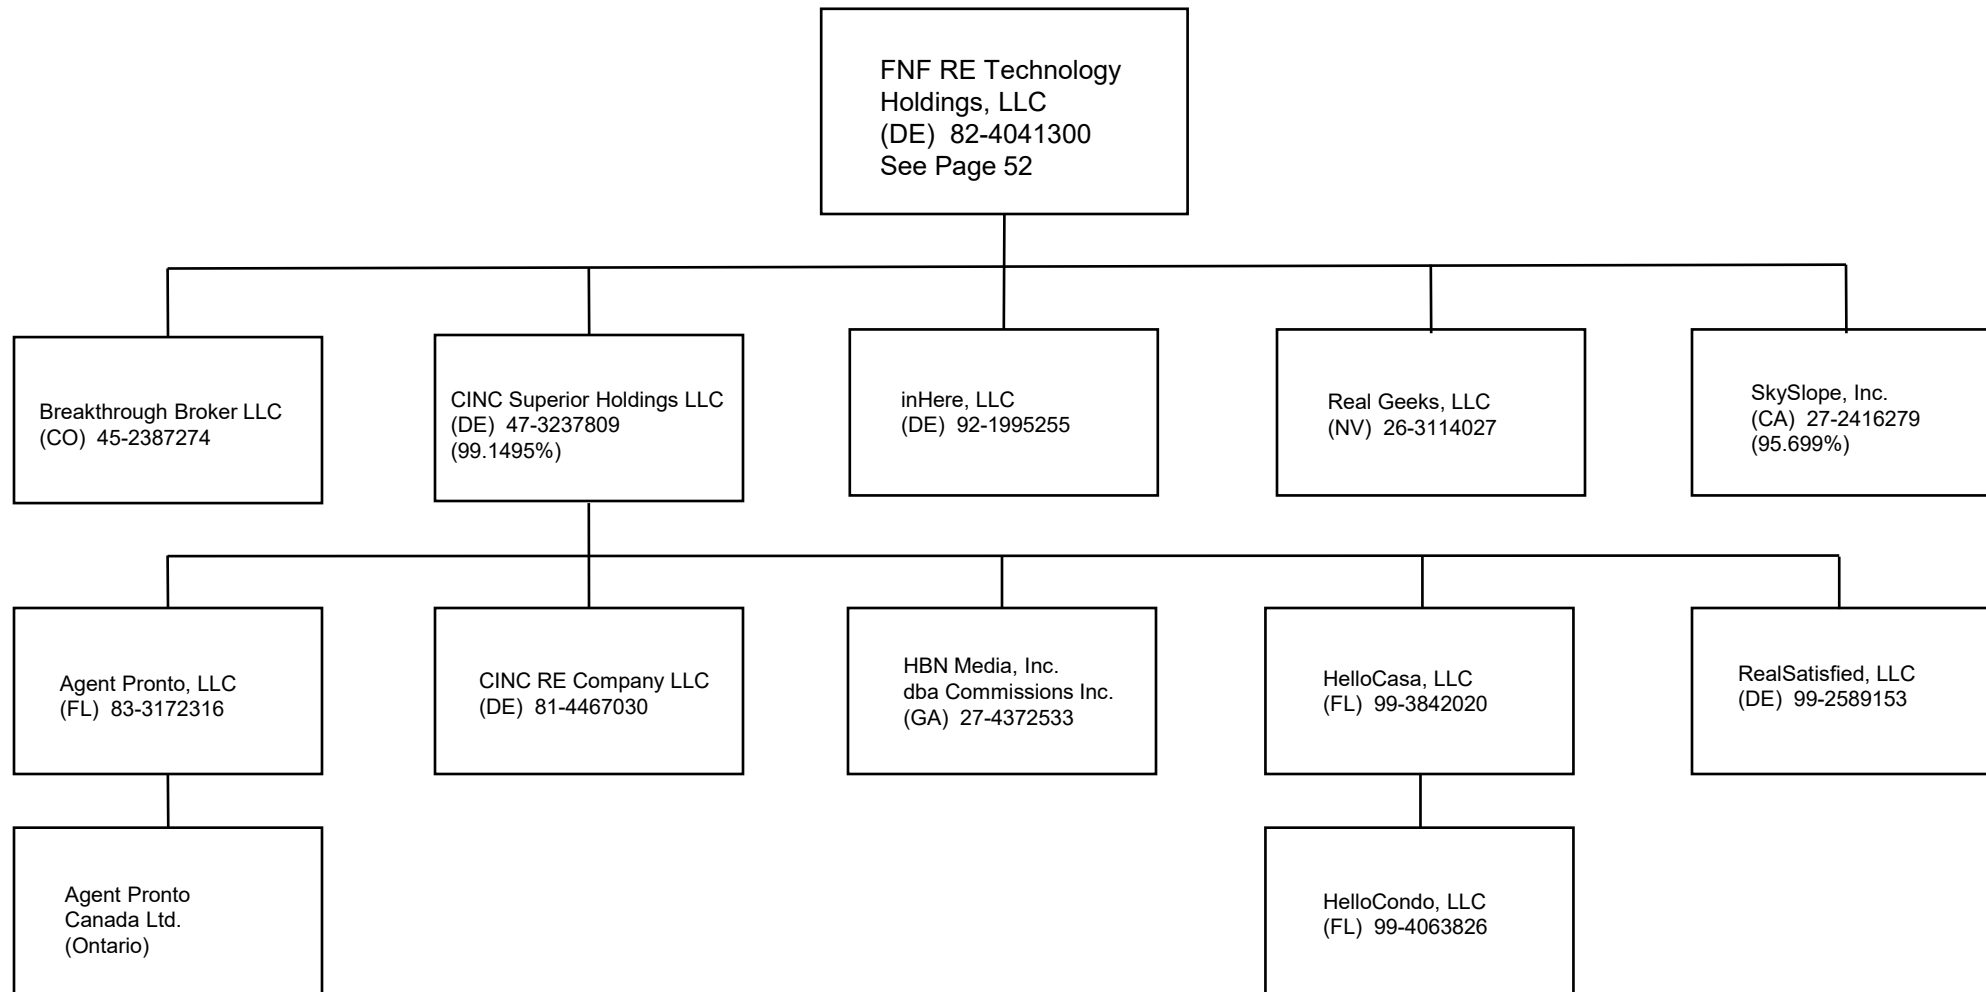 FNF RE Technology
Holdings, LLC
(DE) 82-4041300
See Page 52
Breakthrough Broker LLC
(CO) 45-2387274
CINC Superior Holdings LLC
(DE) 47-3237809
(99.1495%)
inHere, LLC
(DE) 92-1995255
Real Geeks, LLC
(NV) 26-3114027
SkySlope, Inc.
(CA) 27-2416279
(95.699%)
Agent Pronto, LLC
(FL) 83-3172316
CINC RE Company LLC
(DE) 81-4467030
HBN Media, Inc.
dba Commissions Inc.
(GA) 27-4372533
HelloCasa, LLC
(FL) 99-3842020
RealSatisfied, LLC
(DE) 99-2589153
Agent Pronto
Canada Ltd.
(Ontario)
HelloCondo, LLC
(FL) 99-4063826